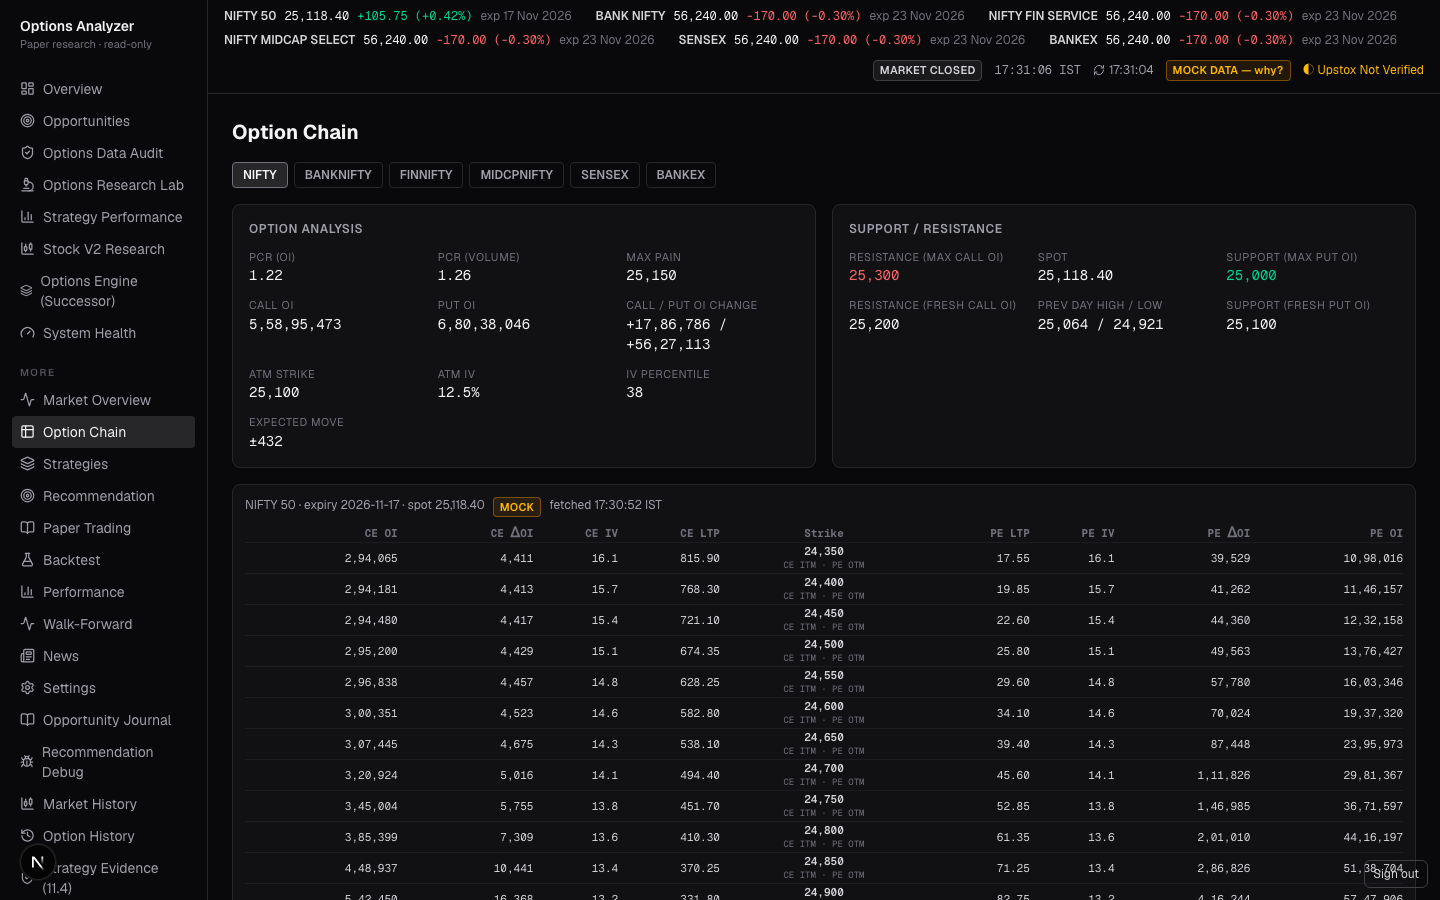 Options Analyzer
Paper research · read-only
Overview
Opportunities
Options Data Audit
Options Research Lab
Strategy Performance
Stock V2 Research
Options Engine
(Successor)
System Health
MORE
Market Overview
Option Chain
Strategies
Recommendation
Paper Trading
Backtest
Performance
Walk-Forward
News
Settings
Opportunity Journal
Recommendation
Debug
Market History
Option History
Evidence
(11.4)
N
NIFTY 50 25,118.40 +105.75 (+0.42%) exp 17 Nov 2026 BANK NIFTY 56,240.00 -170.00 (-0.30%) exp 23 Nov 2026 NIFTY FIN SERVICE 56,240.00 -170.00 (-0.30%) exp 23 Nov 2026
NIFTY MIDCAP SELECT 56,240.00 -170.00 (-0.30%) exp 23 Nov 2026 SENSEX 56,240.00 -170.00 (-0.30%) exp 23 Nov 2026 BANKEX 56,240.00 -170.00 (-0.30%) exp 23 Nov 2026
MARKET CLOSED 17:31:06 IST 17:31:04 MOCK DATA — why? Upstox Not Verified
Option Chain
NIFTY BANKNIFTY FINNIFTY MIDCPNIFTY SENSEX BANKEX
OPTION ANALYSIS
PCR (OI) PCR (VOLUME) MAX PAIN
1.22 1.26 25,150
CALL OI PUT OI CALL / PUT OI CHANGE
5,58,95,473 6,80,38,046 +17,86,786 /
+56,27,113
ATM STRIKE ATM IV IV PERCENTILE
25,100 12.5% 38
EXPECTED MOVE
±432
SUPPORT / RESISTANCE
RESISTANCE (MAX CALL OI) SPOT SUPPORT (MAX PUT OI)
25,300 25,118.40 25,000
RESISTANCE (FRESH CALL OI) PREV DAY HIGH / LOW SUPPORT (FRESH PUT OI)
25,200 25,064 / 24,921 25,100
NIFTY 50 · expiry 2026-11-17 · spot 25,118.40 MOCK fetched 17:30:52 IST
CE OI CE ΔOI CE IV CE LTP Strike PE LTP PE IV PE ΔOI PE OI
2,94,065 4,411 16.1 815.90 24,350 17.55 16.1 39,529 10,98,016
CE ITM · PE OTM
2,94,181 4,413 15.7 768.30 24,400 19.85 15.7 41,262 11,46,157
CE ITM · PE OTM
2,94,480 4,417 15.4 721.10 24,450 22.60 15.4 44,360 12,32,158
CE ITM · PE OTM
2,95,200 4,429 15.1 674.35 24,500 25.80 15.1 49,563 13,76,427
CE ITM · PE OTM
2,96,838 4,457 14.8 628.25 24,550 29.60 14.8 57,780 16,03,346
CE ITM · PE OTM
3,00,351 4,523 14.6 582.80 24,600 34.10 14.6 70,024 19,37,320
CE ITM · PE OTM
3,07,445 4,675 14.3 538.10 24,650 39.40 14.3 87,448 23,95,973
CE ITM · PE OTM
3,20,924 5,016 14.1 494.40 24,700 45.60 14.1 1,11,826 29,81,367
CE ITM · PE OTM
3,45,004 5,755 13.8 451.70 24,750 52.85 13.8 1,46,985 36,71,597
CE ITM · PE OTM
3,85,399 7,309 13.6 410.30 24,800 61.35 13.6 2,01,010 44,16,197
CE ITM · PE OTM
4,48,937 10,441 13.4 370.25 24,850 71.25 13.4 2,86,826
CE ITM · PE OTM
24,900
Sign out